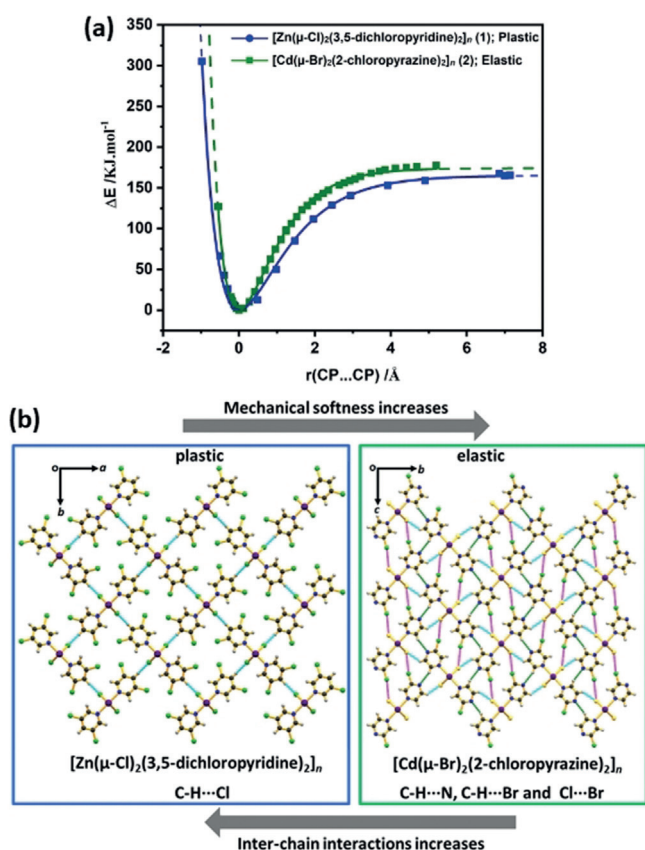 (a)
350
300
250
200
150
100
50
0
ΔE /KJ.mol⁻¹
[Zn(μ-Cl)₂(3,5-dichloropyridine)₂]ₙ (1); Plastic
[Cd(μ-Br)₂(2-chloropyrazine)₂]ₙ (2); Elastic
-2 0 2 4 6 8
r(CP...CP) /Å
(b)
Mechanical softness increases
plastic
o a
b
elastic
o b
c
[Zn(μ-Cl)₂(3,5-dichloropyridine)₂]ₙ
C-H···Cl
[Cd(μ-Br)₂(2-chloropyrazine)₂]ₙ
C-H···N, C-H···Br and Cl···Br
Inter-chain interactions increases